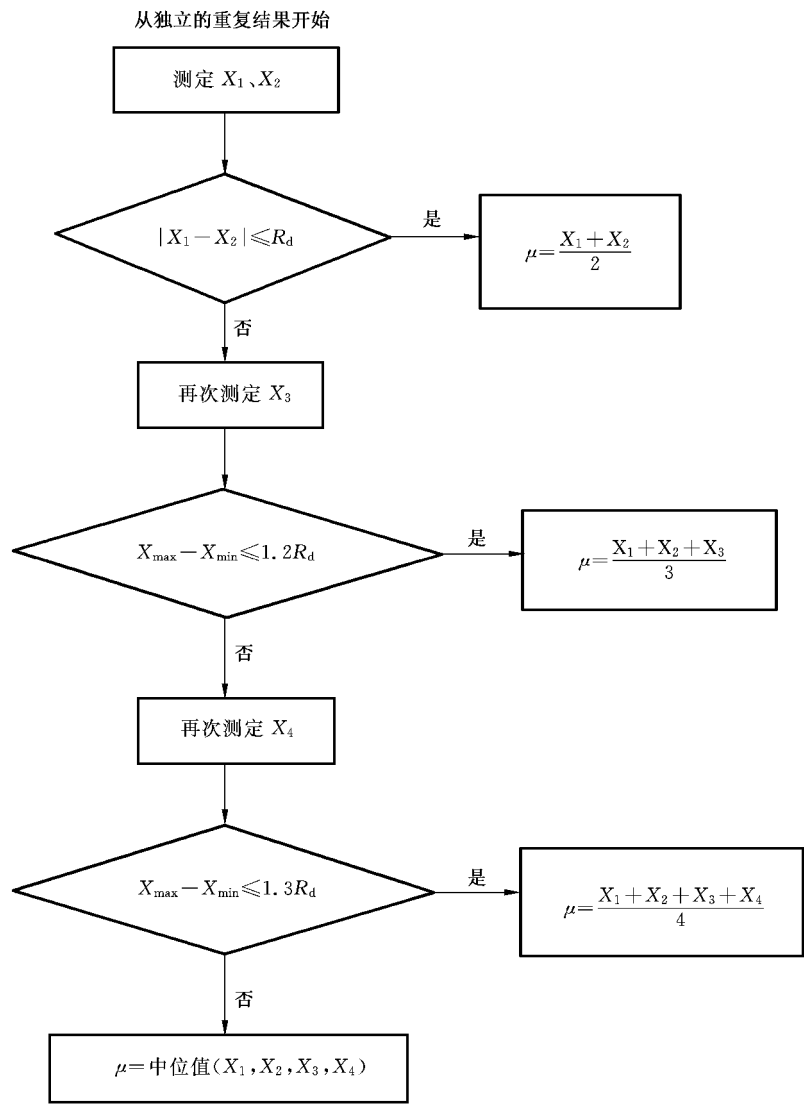 从独立的重复结果开始
测定 X₁、X₂
|X₁－X₂|≤R_d
是
μ=(X₁＋X₂)/2
否
再次测定 X₃
X_max－X_min≤1.2R_d
是
μ=(X₁＋X₂＋X₃)/3
否
再次测定 X₄
X_max－X_min≤1.3R_d
是
μ=(X₁＋X₂＋X₃＋X₄)/4
否
μ=中位值(X₁,X₂,X₃,X₄)